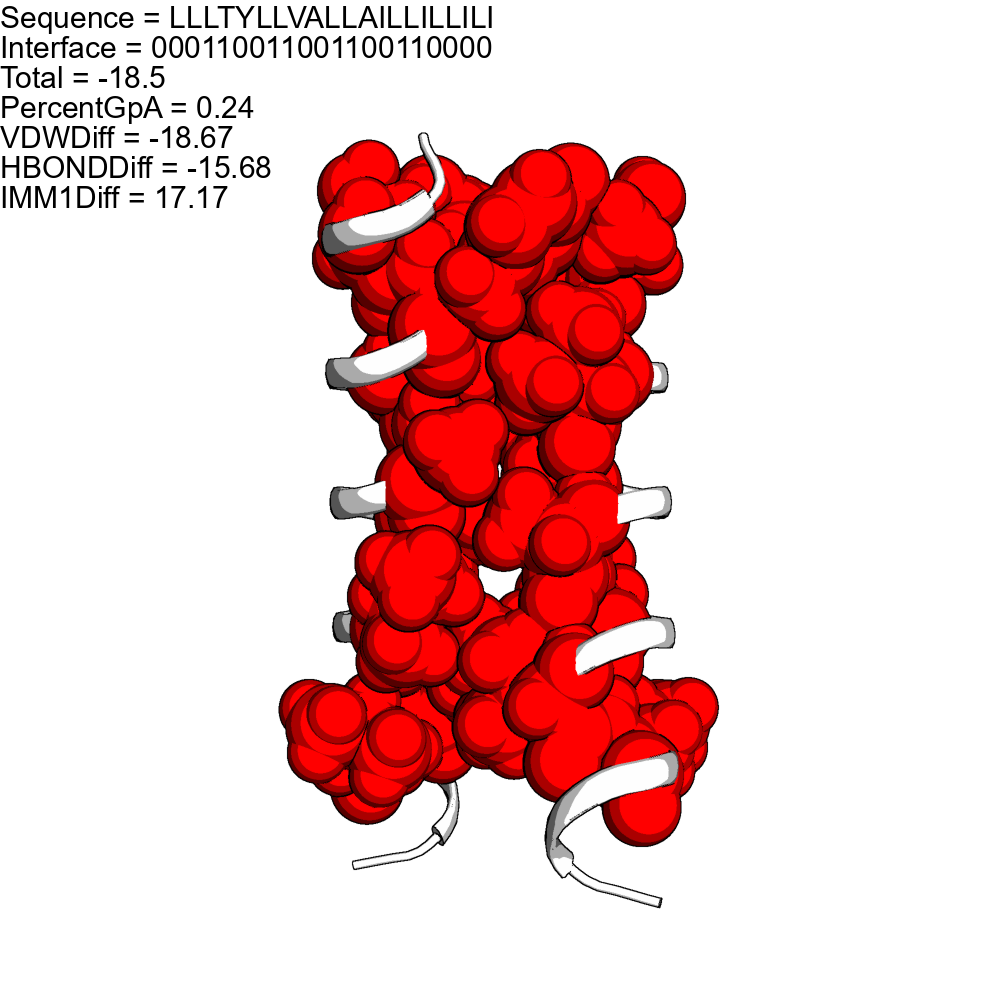 Sequence = LLLTYLLVALLAILLILLILI
Interface = 000110011001100110000
Total = -18.5
PercentGpA = 0.24
VDWDiff = -18.67
HBONDDiff = -15.68
IMM1Diff = 17.17